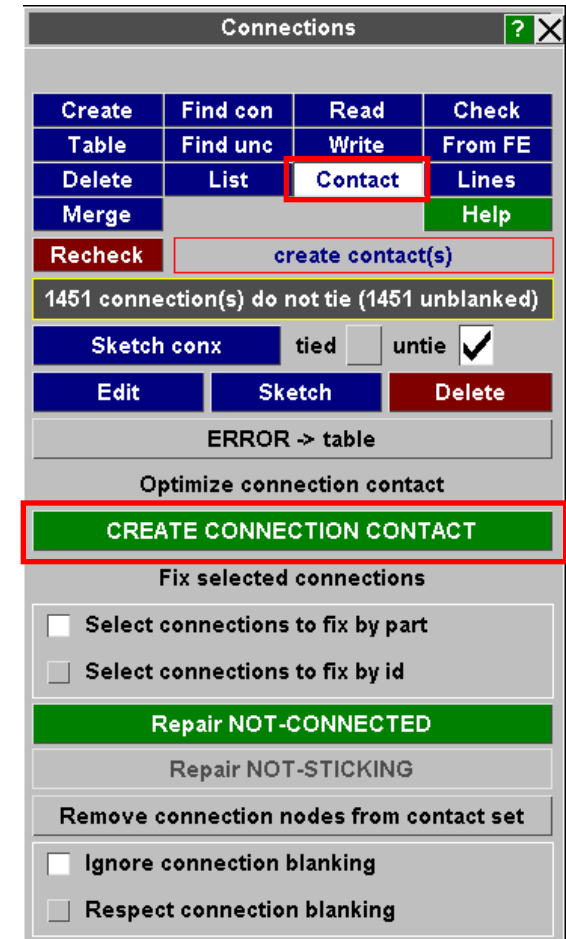 Connections ? X
Create Find con Read Check
Table Find unc Write From FE
Delete List Contact Lines
Merge Help
Recheck create contact(s)
1451 connection(s) do not tie (1451 unblanked)
Sketch conx tied untie
Edit Sketch Delete
ERROR -> table
Optimize connection contact
CREATE CONNECTION CONTACT
Fix selected connections
Select connections to fix by part
Select connections to fix by id
Repair NOT-CONNECTED
Repair NOT-STICKING
Remove connection nodes from contact set
Ignore connection blanking
Respect connection blanking